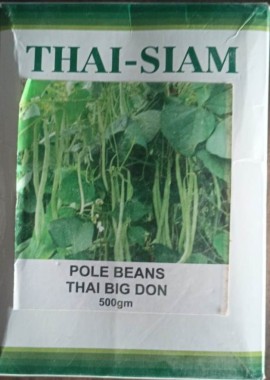 THAI-SIAM
POLE BEANS
THAI BIG DON
500gm